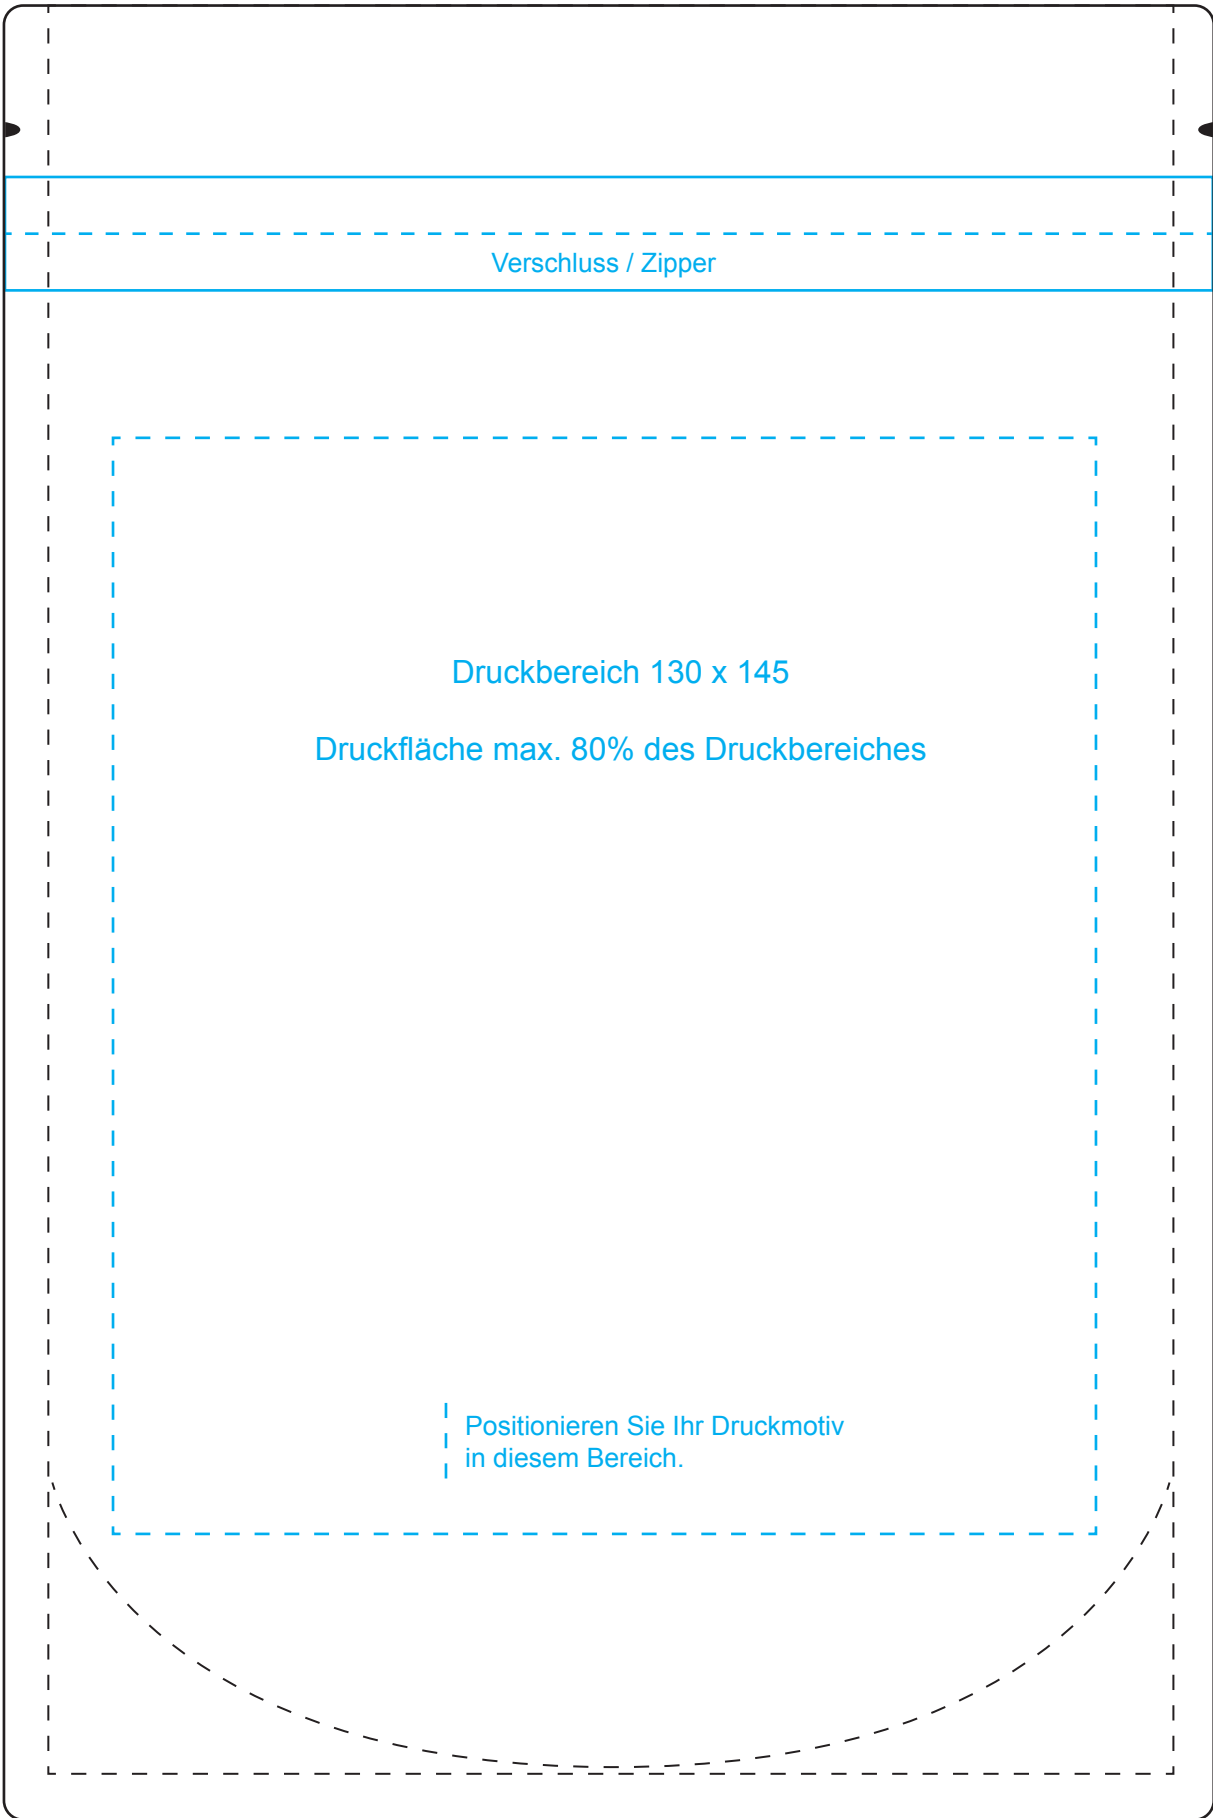 Verschluss / Zipper
Druckbereich 130 x 145
Druckfläche max. 80% des Druckbereiches
Positionieren Sie Ihr Druckmotiv
in diesem Bereich.